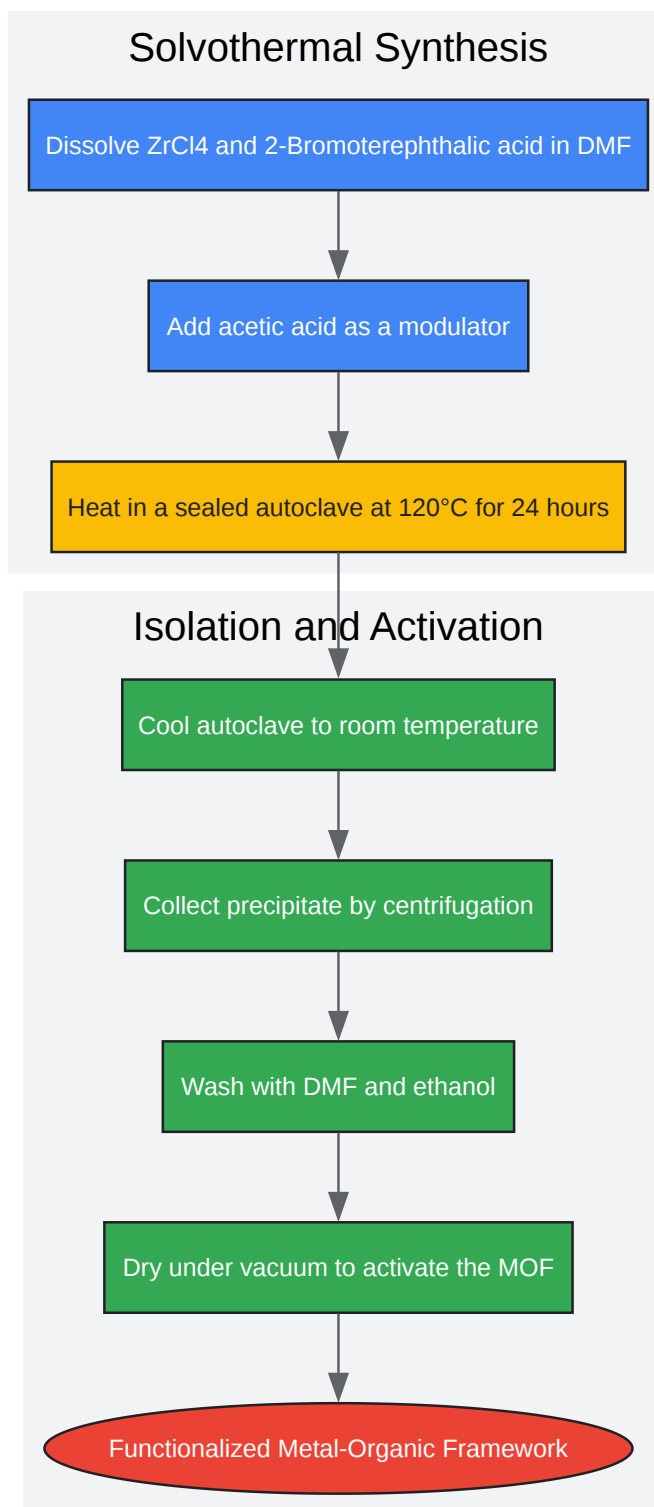 Solvothermal Synthesis
Dissolve ZrCl4 and 2-Bromoterephthalic acid in DMF
Add acetic acid as a modulator
Heat in a sealed autoclave at 120°C for 24 hours
Isolation and Activation
Cool autoclave to room temperature
Collect precipitate by centrifugation
Wash with DMF and ethanol
Dry under vacuum to activate the MOF
Functionalized Metal-Organic Framework